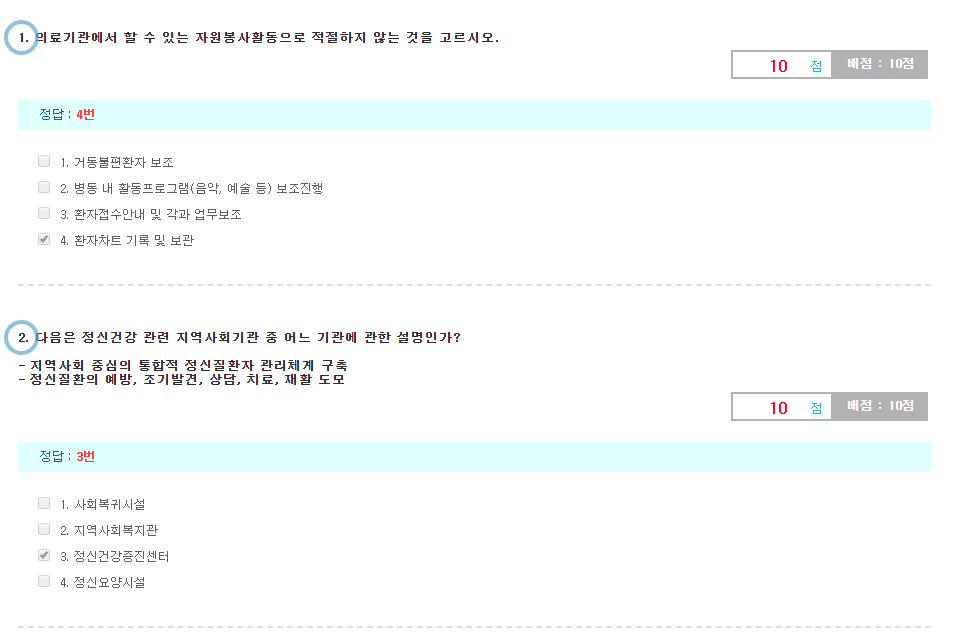 1. 의료기관에서 할 수 있는 자원봉사활동으로 적절하지 않는 것을 고르시오.
10 점 배점 : 10점
정답 : 4번
1. 거동불편환자 보조
2. 병동 내 활동프로그램(음악, 예술 등) 보조진행
3. 환자접수안내 및 각과 업무보조
4. 환자차트 기록 및 보관
2. 다음은 정신건강 관련 지역사회기관 중 어느 기관에 관한 설명인가?
- 지역사회 중심의 통합적 정신질환자 관리체계 구축
- 정신질환의 예방, 조기발견, 상담, 치료, 재활 도모
10 점 배점 : 10점
정답 : 3번
1. 사회복귀시설
2. 지역사회복지관
3. 정신건강증진센터
4. 정신요양시설